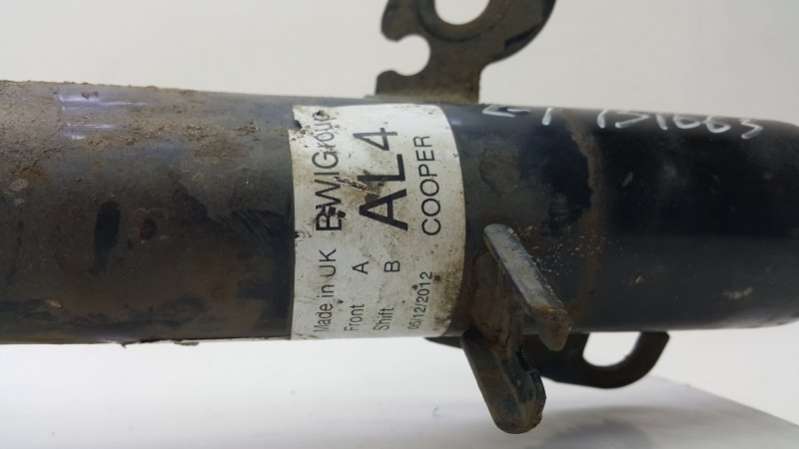 Made in UK BWIGroup
Front A AL4
Shift B COOPER
05/12/2012